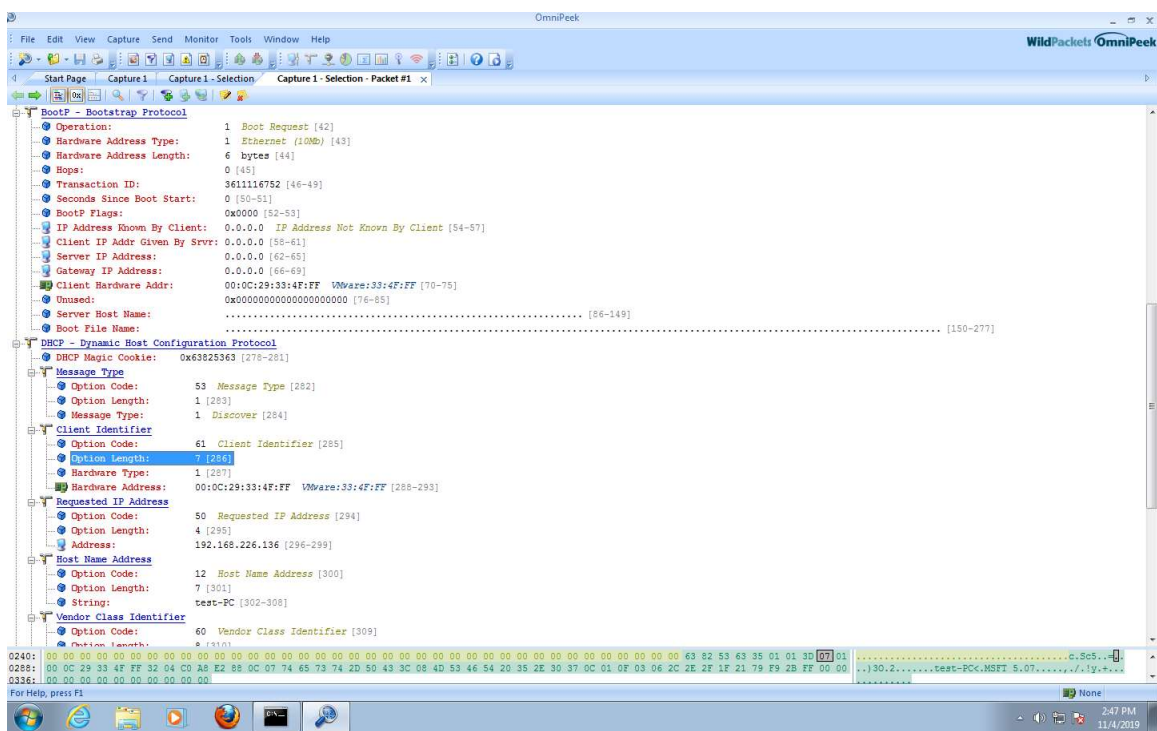 OmniPeek
File Edit View Capture Send Monitor Tools Window Help
WildPackets OmniPeek
Start Page Capture 1 Capture 1 - Selection Capture 1 - Selection - Packet #1
BootP - Bootstrap Protocol
Operation: 1 Boot Request [42]
Hardware Address Type: 1 Ethernet (10Mb) [43]
Hardware Address Length: 6 bytes [44]
Hops: 0 [45]
Transaction ID: 3611116752 [46-49]
Seconds Since Boot Start: 0 [50-51]
BootP Flags: 0x0000 [52-53]
IP Address Known By Client: 0.0.0.0 IP Address Not Known By Client [54-57]
Client IP Addr Given By Srvr: 0.0.0.0 [58-61]
Server IP Address: 0.0.0.0 [62-65]
Gateway IP Address: 0.0.0.0 [66-69]
Client Hardware Addr: 00:0C:29:33:4F:FF VMware:33:4F:FF [70-75]
Unused: 0x00000000000000000000 [76-85]
Server Host Name: ................................................................ [86-149]
Boot File Name: ................................................................................................................................ [150-277]
DHCP - Dynamic Host Configuration Protocol
DHCP Magic Cookie: 0x63825363 [278-281]
Message Type
Option Code: 53 Message Type [282]
Option Length: 1 [283]
Message Type: 1 Discover [284]
Client Identifier
Option Code: 61 Client Identifier [285]
Option Length: 7 [286]
Hardware Type: 1 [287]
Hardware Address: 00:0C:29:33:4F:FF VMware:33:4F:FF [288-293]
Requested IP Address
Option Code: 50 Requested IP Address [294]
Option Length: 4 [295]
Address: 192.168.226.136 [296-299]
Host Name Address
Option Code: 12 Host Name Address [300]
Option Length: 7 [301]
String: test-PC [302-308]
Vendor Class Identifier
Option Code: 60 Vendor Class Identifier [309]
Option Length: 8 [310]
0240: 00 00 00 00 00 00 00 00 00 00 00 00 00 00 00 00 00 00 00 00 00 00 00 00 00 00 00 00 00 00 00 00 00 00 00 00 00 00 63 82 53 63 35 01 01 3D 07 01 ......................................c.Sc5..=..
0288: 00 0C 29 33 4F FF 32 04 C0 A8 E2 88 0C 07 74 65 73 74 2D 50 43 3C 08 4D 53 46 54 20 35 2E 30 37 0C 01 0F 03 06 2C 2E 2F 1F 21 79 F9 2B FF 00 00 ..)3O.2.......test-PC<.MSFT 5.07.....,./.!y.+...
0336: 00 00 00 00 00 00 00 00 00 00 ..........
For Help, press F1
None
2:47 PM
11/4/2019